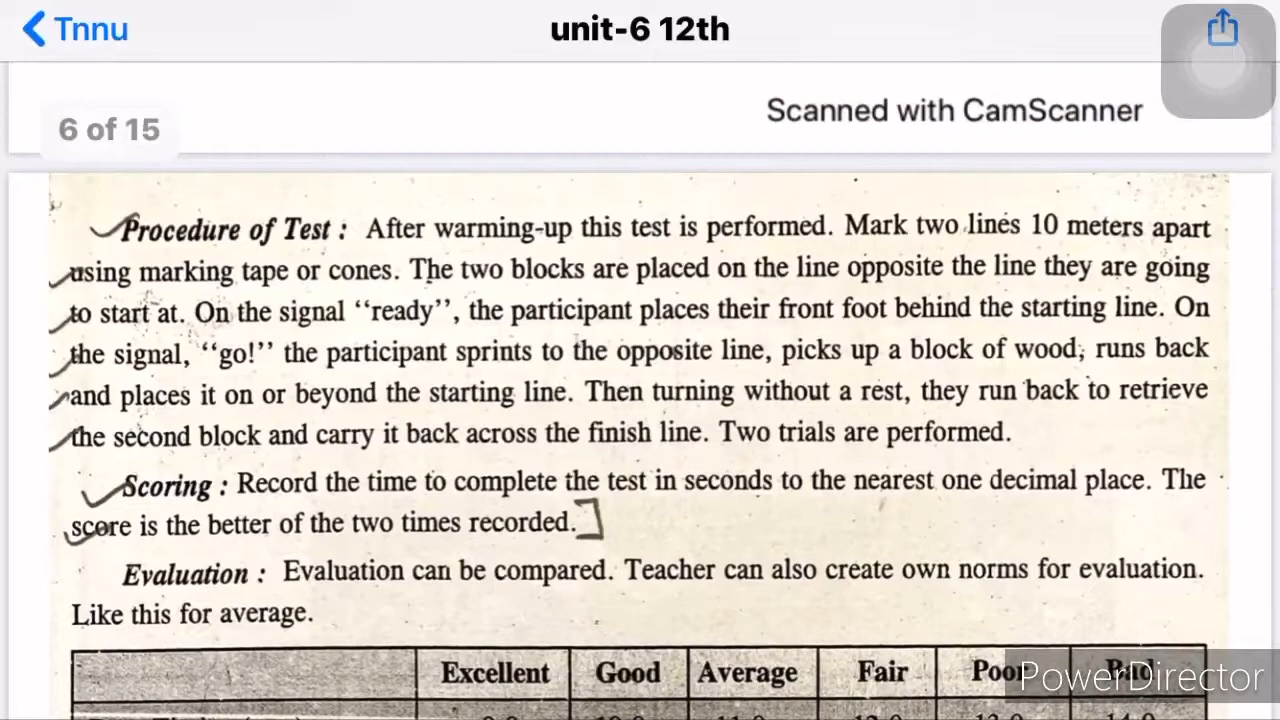 Tnnu
unit-6 12th
Scanned with CamScanner
6 of 15
Procedure of Test : After warming-up this test is performed. Mark two lines 10 meters apart
using marking tape or cones. The two blocks are placed on the line opposite the line they are going
to start at. On the signal “ready”, the participant places their front foot behind the starting line. On
the signal, “go!” the participant sprints to the opposite line, picks up a block of wood, runs back
and places it on or beyond the starting line. Then turning without a rest, they run back to retrieve
the second block and carry it back across the finish line. Two trials are performed.
Scoring : Record the time to complete the test in seconds to the nearest one decimal place. The
score is the better of the two times recorded.]
Evaluation : Evaluation can be compared. Teacher can also create own norms for evaluation.
Like this for average.
Excellent Good Average Fair Poor Bad
PowerDirector